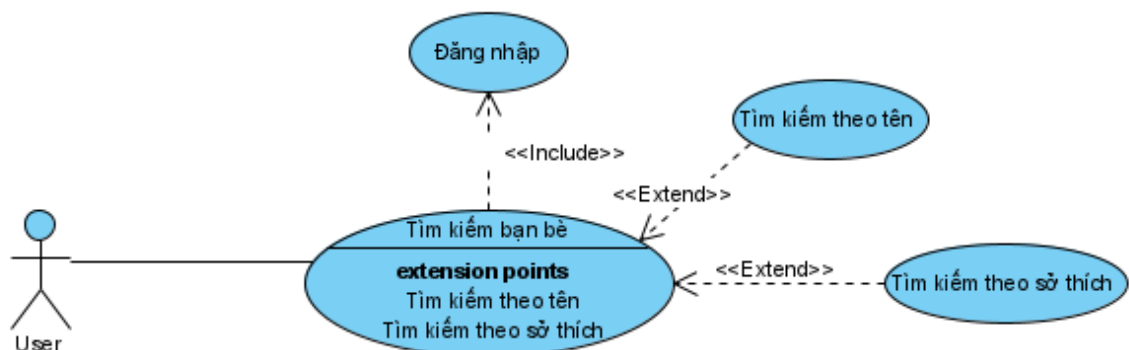 Đăng nhập
Tìm kiếm theo tên
<<Include>>
<<Extend>>
Tìm kiếm bạn bè
extension points
Tìm kiếm theo tên
Tìm kiếm theo sở thích
<<Extend>>
Tìm kiếm theo sở thích
User